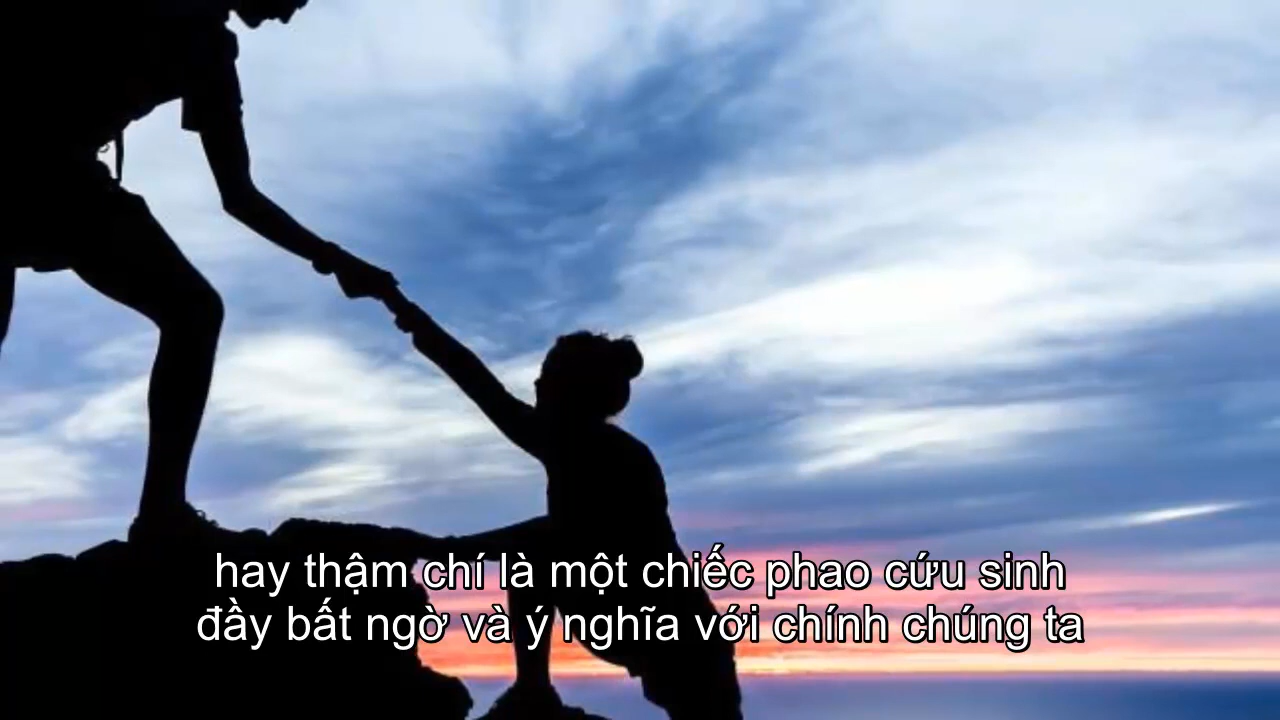 hay thậm chí là một chiếc phao cứu sinh
đầy bất ngờ và ý nghĩa với chính chúng ta